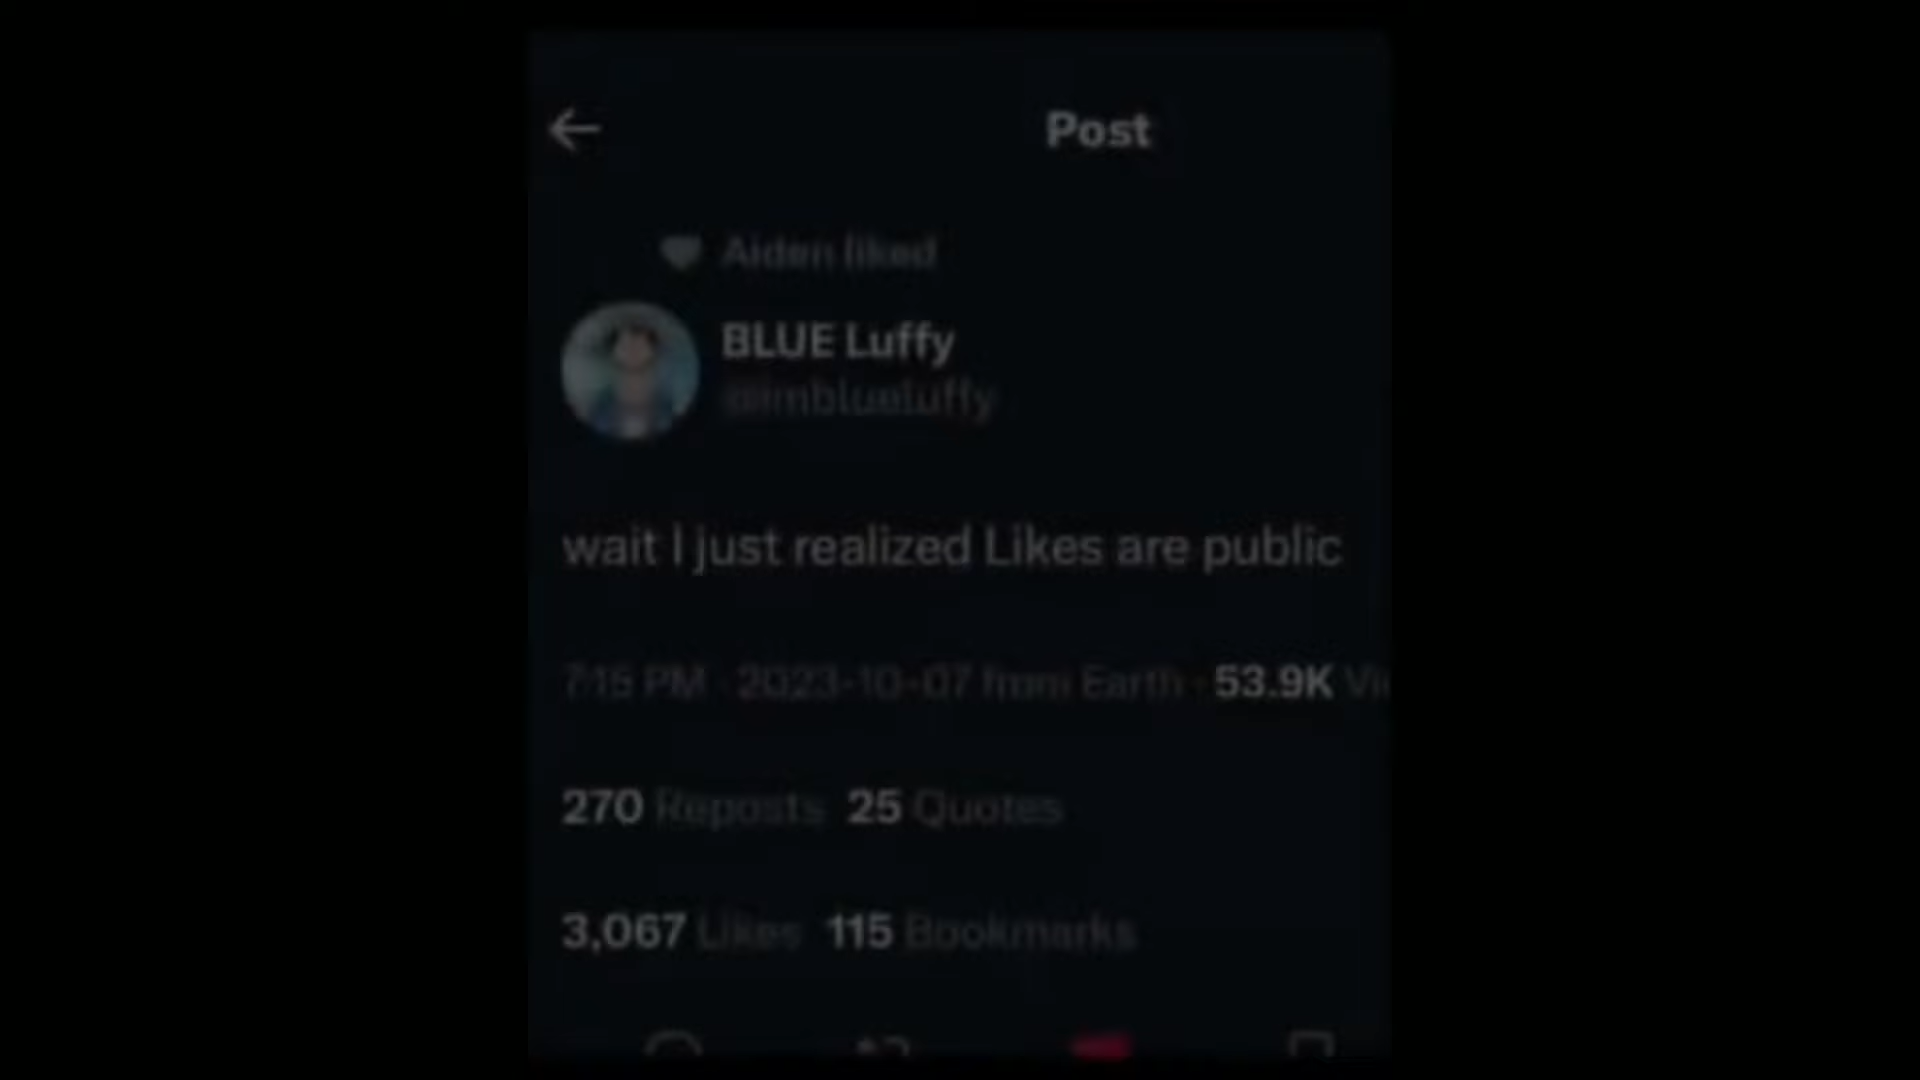 Post
Aiden liked
BLUE Luffy
@imblueluffy
wait I just realized Likes are public
7:15 PM · 2023-10-07 from Earth · 53.9K
270 Reposts 25 Quotes
3,067 Likes 115 Bookmarks